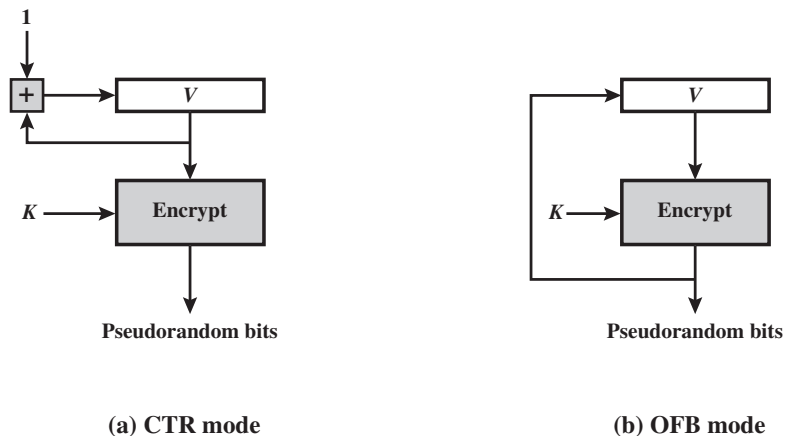 1
+
V
K
Encrypt
Pseudorandom bits
(a) CTR mode
V
K
Encrypt
Pseudorandom bits
(b) OFB mode